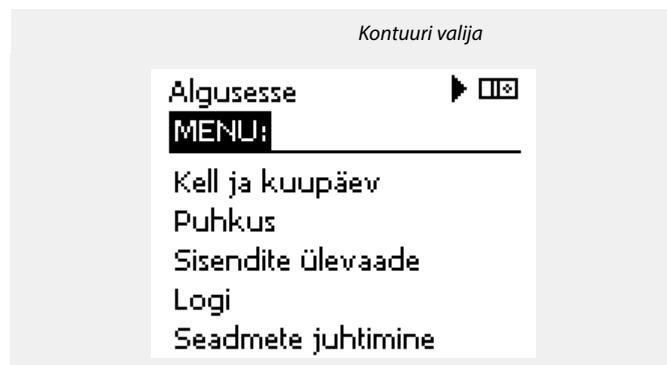 Kontuuri valija
Algusesse
MENU:
Kell ja kuupäev
Puhkus
Sisendite ülevaade
Logi
Seadmete juhtimine